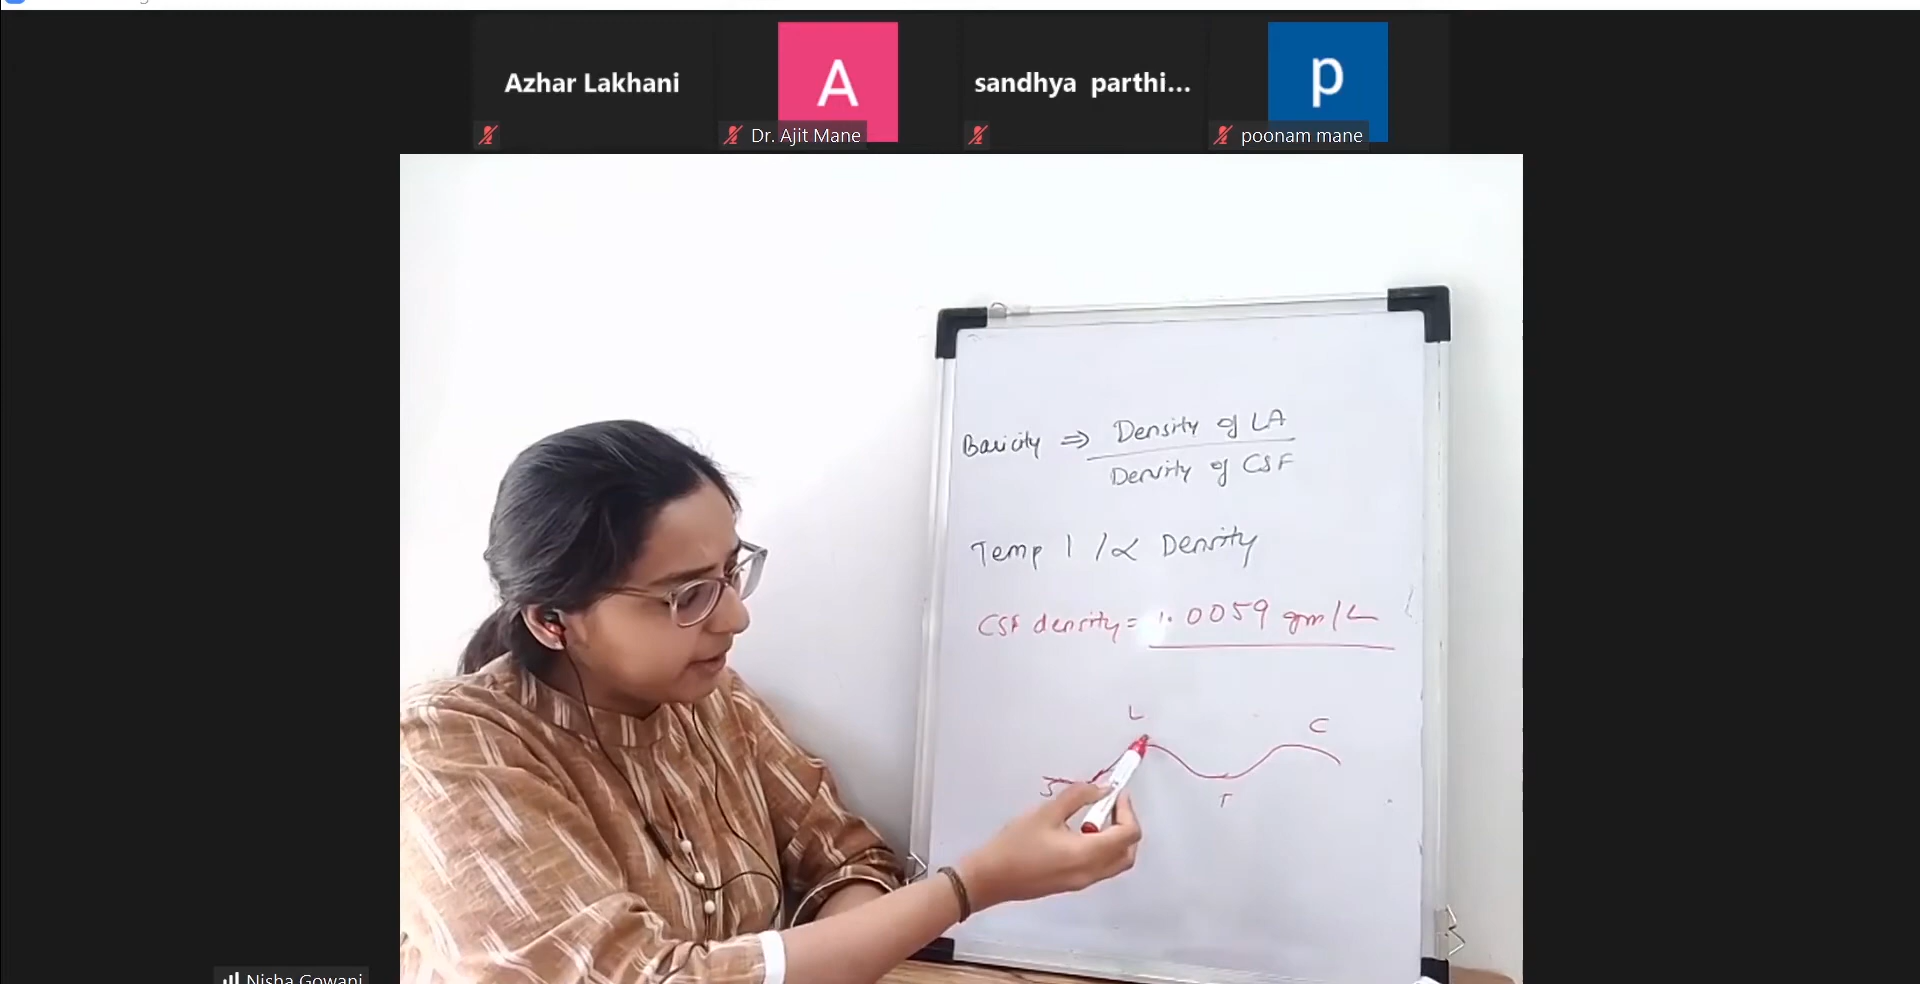 Azhar Lakhani
A
sandhya parthi...
p
Dr. Ajit Mane
poonam mane
Baricity ⇒ Density of LA
Density of CSF
Temp 1/∝ Density
CSF density = 1.0059 gm/L
L
C
S
T
Nisha Gowani